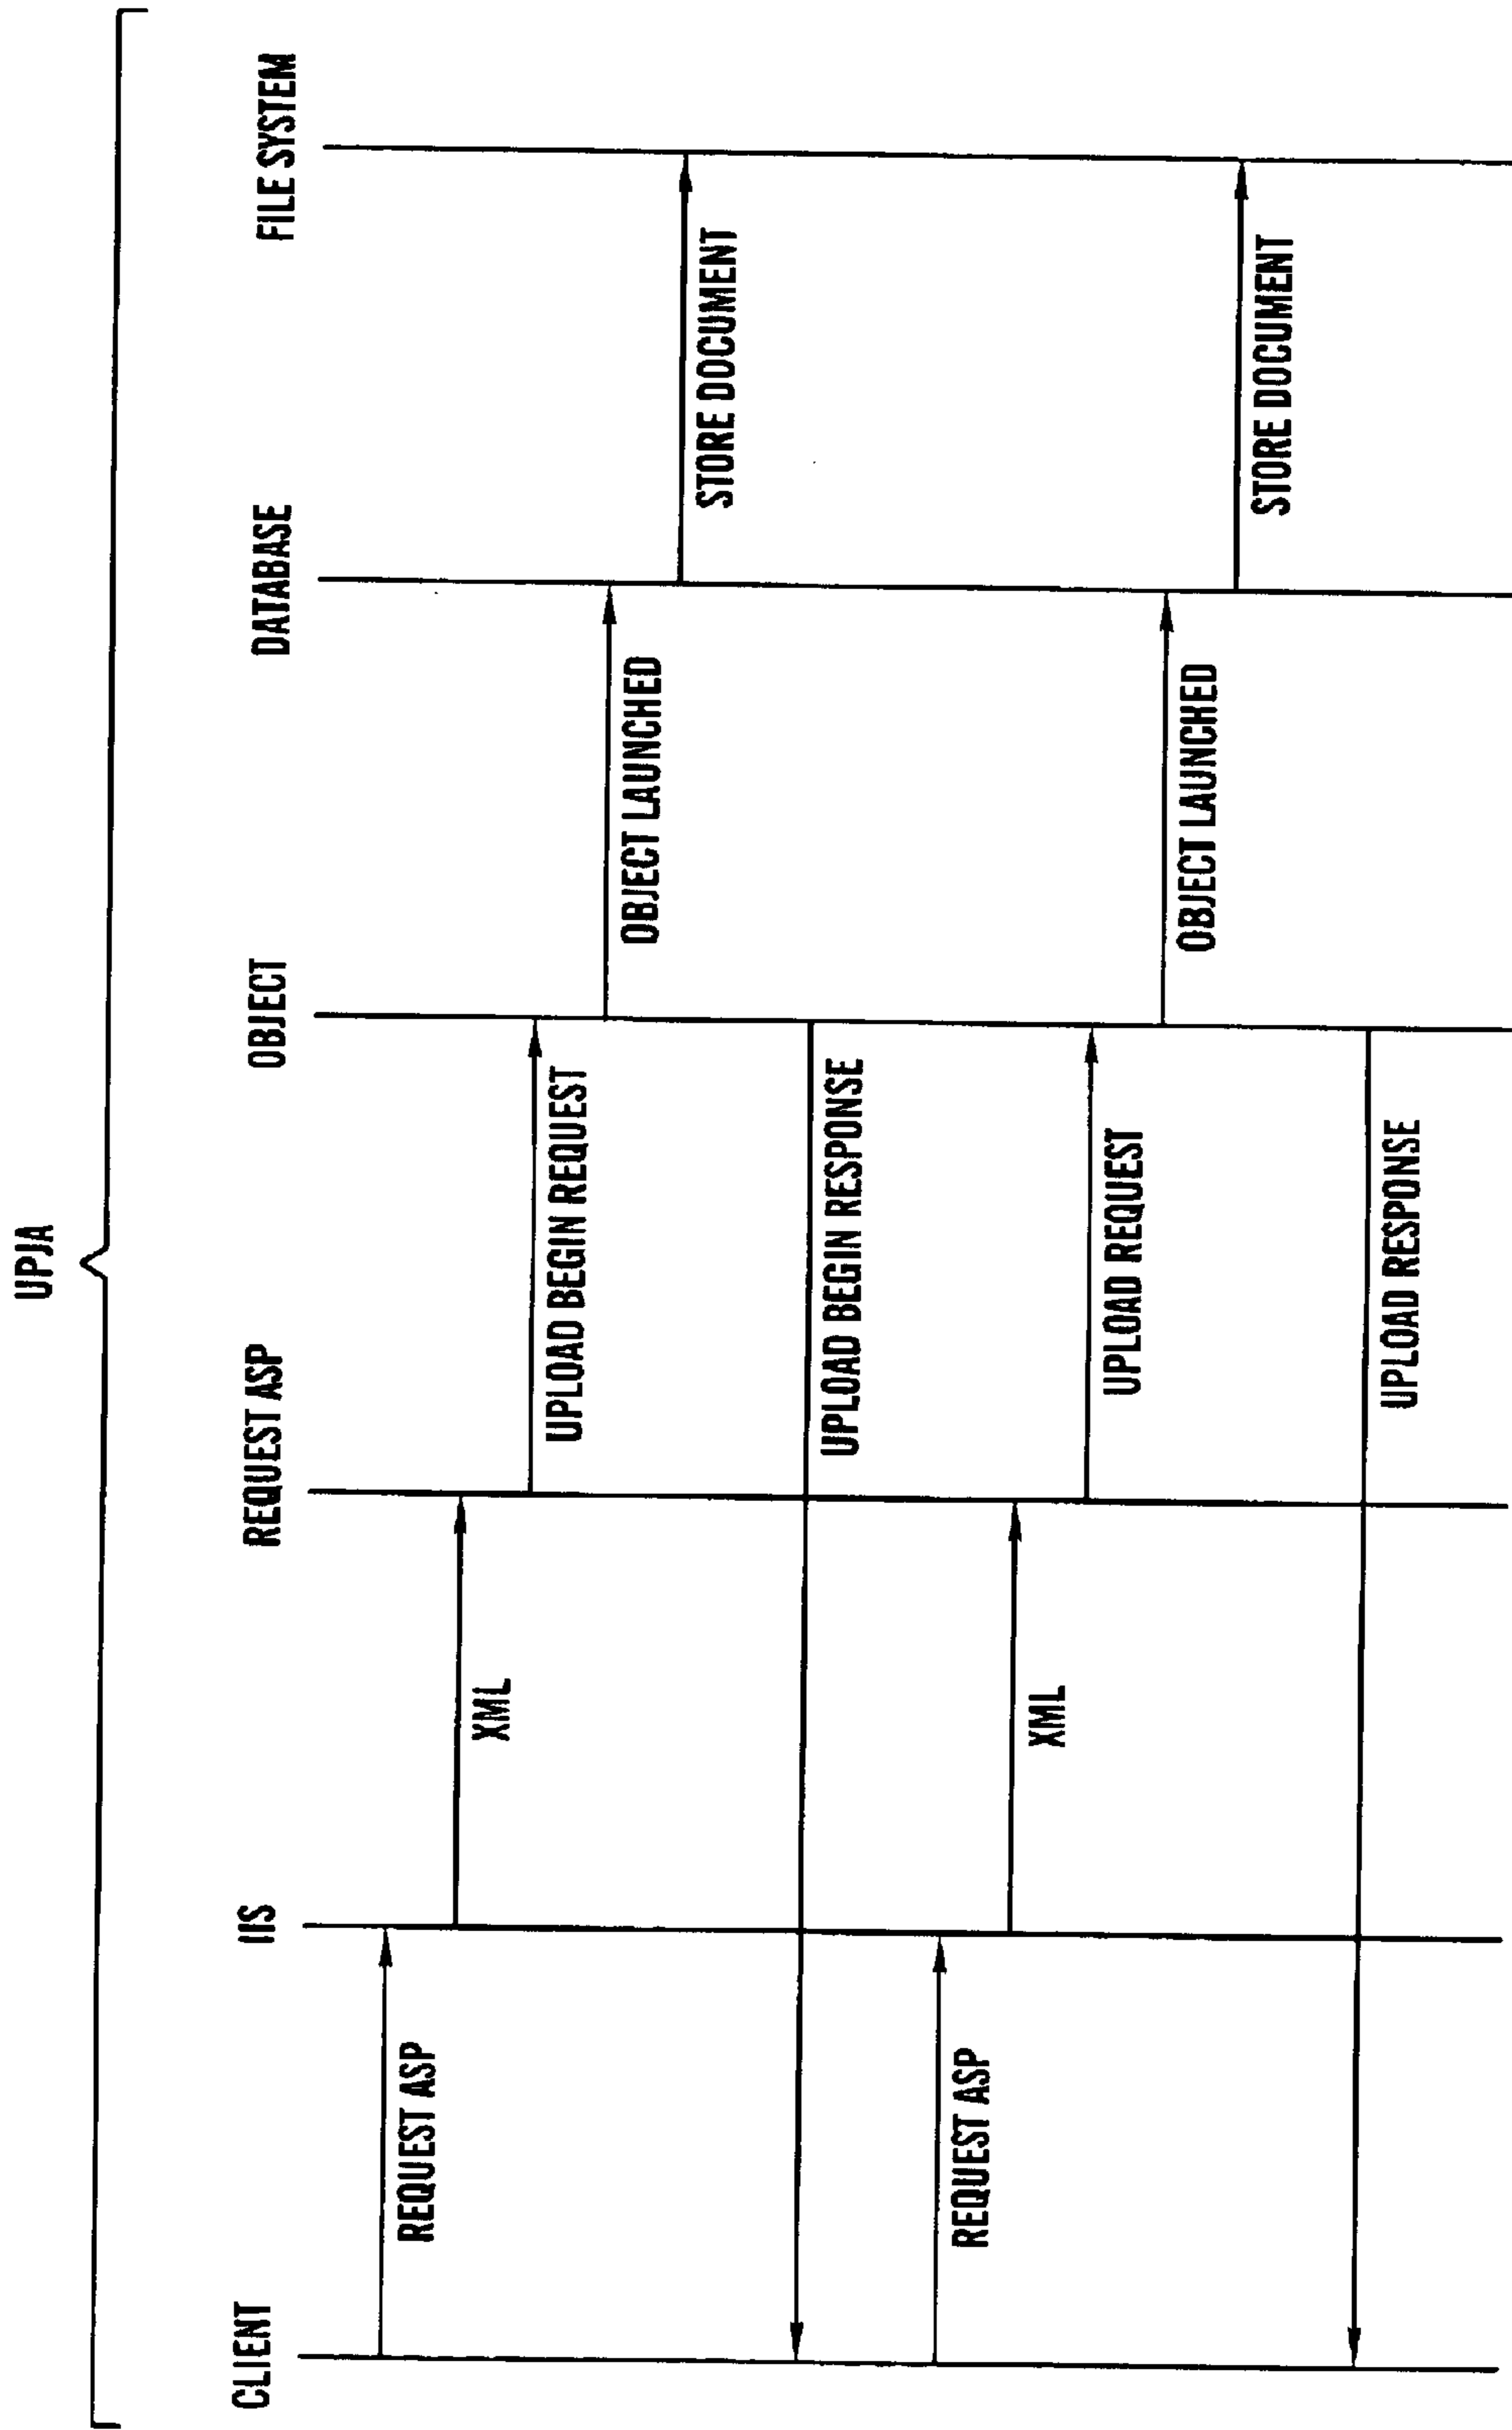 UPJA
CLIENT
IIS
REQUEST ASP
OBJECT
DATABASE
FILE SYSTEM
REQUEST ASP
XML
UPLOAD BEGIN REQUEST
OBJECT LAUNCHED
STORE DOCUMENT
UPLOAD BEGIN RESPONSE
REQUEST ASP
XML
UPLOAD REQUEST
OBJECT LAUNCHED
STORE DOCUMENT
UPLOAD RESPONSE